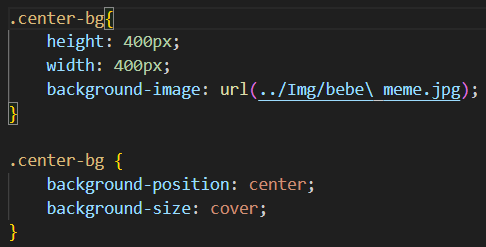 .center-bg{
height: 400px;
width: 400px;
background-image: url(../Img/bebe\ meme.jpg);
}
.center-bg {
background-position: center;
background-size: cover;
}